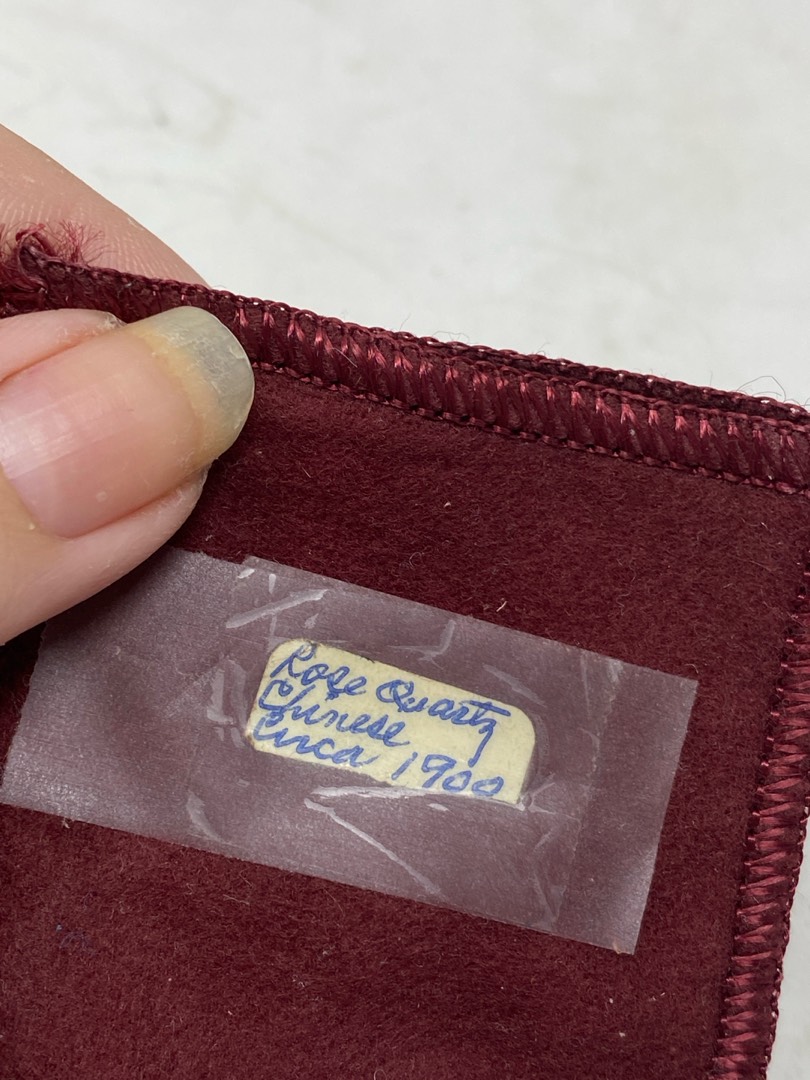 Rose Quartz
Chinese
Circa 1900